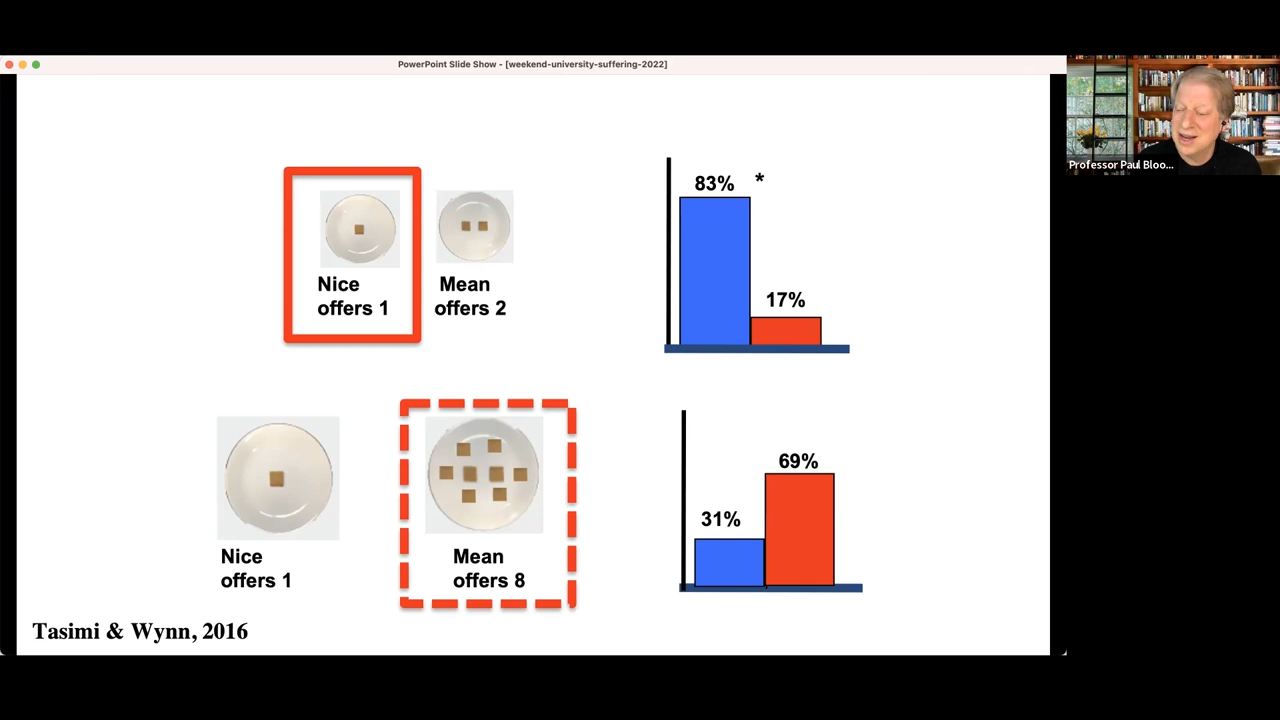 PowerPoint Slide Show - [weekend-university-suffering-2022]
Professor Paul Bloo...
83% *
17%
Nice
offers 1
Mean
offers 2
69%
31%
Nice
offers 1
Mean
offers 8
Tasimi & Wynn, 2016